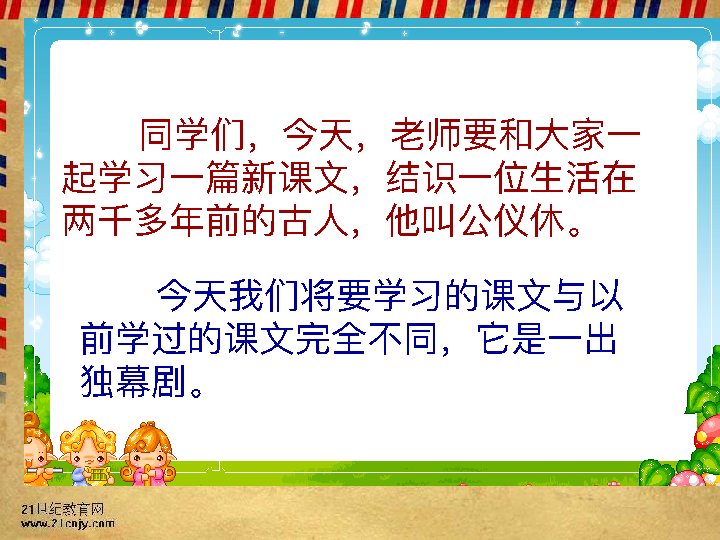 同学们，今天，老师要和大家一
起学习一篇新课文，结识一位生活在
两千多年前的古人，他叫公仪休。
今天我们将要学习的课文与以
前学过的课文完全不同，它是一出
独幕剧。
21世纪教育网
www.21cnjy.com